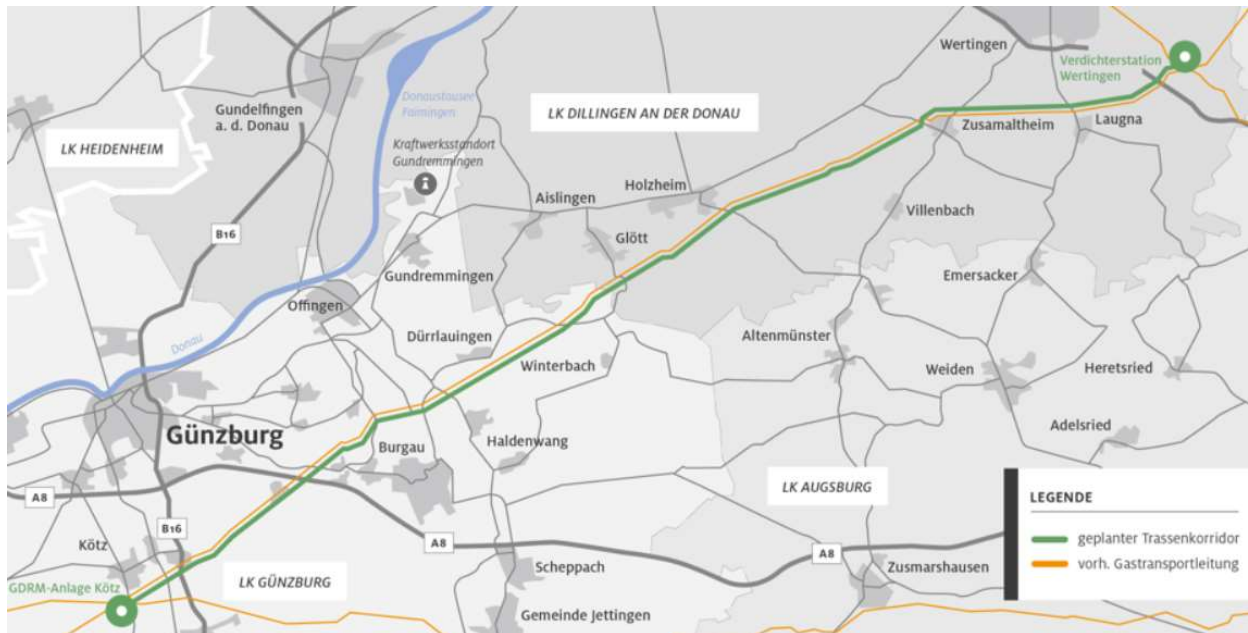 Wertingen
Verdichterstation
Wertingen
Gundelfingen
a. d. Donau
Donaustausee
Faimingen
LK DILLINGEN AN DER DONAU
Zusamaltheim
Laugna
LK HEIDENHEIM
Kraftwerksstandort
Gundremmingen
Aislingen
Holzheim
Villenbach
B16
Glött
Gundremmingen
Emersacker
Offingen
Donau
Dürrlauingen
Altenmünster
Winterbach
Weiden
Heretsried
Günzburg
Burgau
Haldenwang
Adelsried
A8
LK AUGSBURG
LEGENDE
B16
Kötz
A8
A8
geplanter Trassenkorridor
vorh. Gastransportleitung
GDRM-Anlage Kötz
LK GÜNZBURG
Scheppach
Zusmarshausen
Gemeinde Jettingen